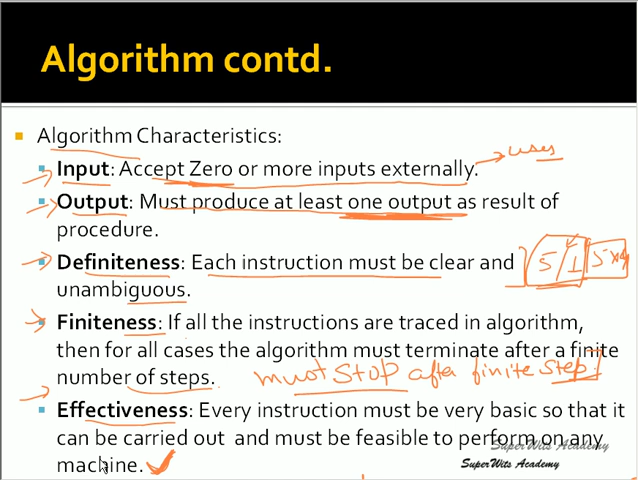 Algorithm contd.
Algorithm Characteristics:
Input: Accept Zero or more inputs externally.
Output: Must produce at least one output as result of
procedure.
Definiteness: Each instruction must be clear and
unambiguous.
5/1
Finiteness: If all the instructions are traced in algorithm,
then for all cases the algorithm must terminate after a finite
number of steps.
must STOP after finite step.
Effectiveness: Every instruction must be very basic so that it
can be carried out and must be feasible to perform on any
machine.
SuperWits Academy
SuperWits Academy